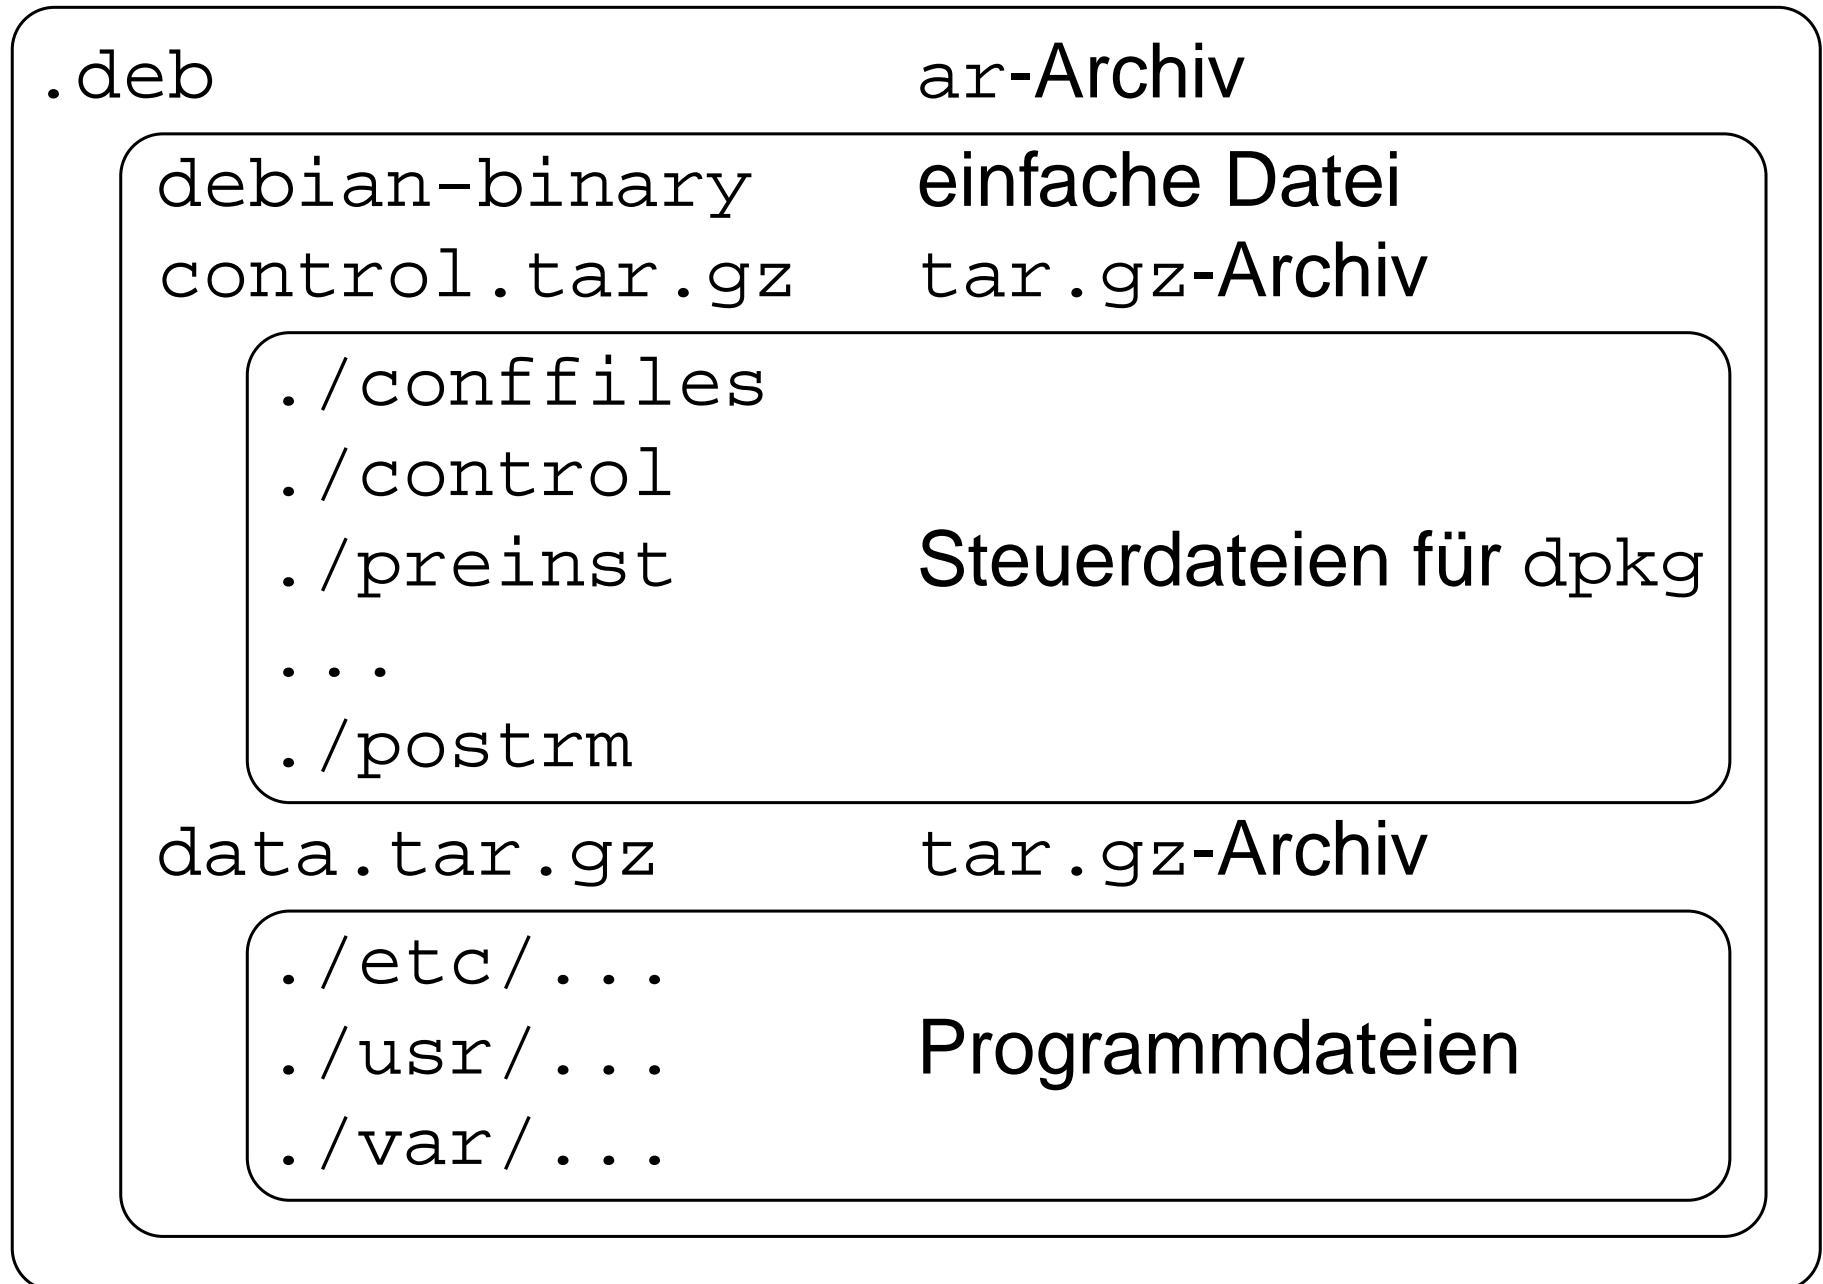 .deb ar-Archiv
debian-binary einfache Datei
control.tar.gz tar.gz-Archiv
./conffiles
./control
./preinst Steuerdateien für dpkg
...
./postrm
data.tar.gz tar.gz-Archiv
./etc/...
./usr/... Programmdateien
./var/...